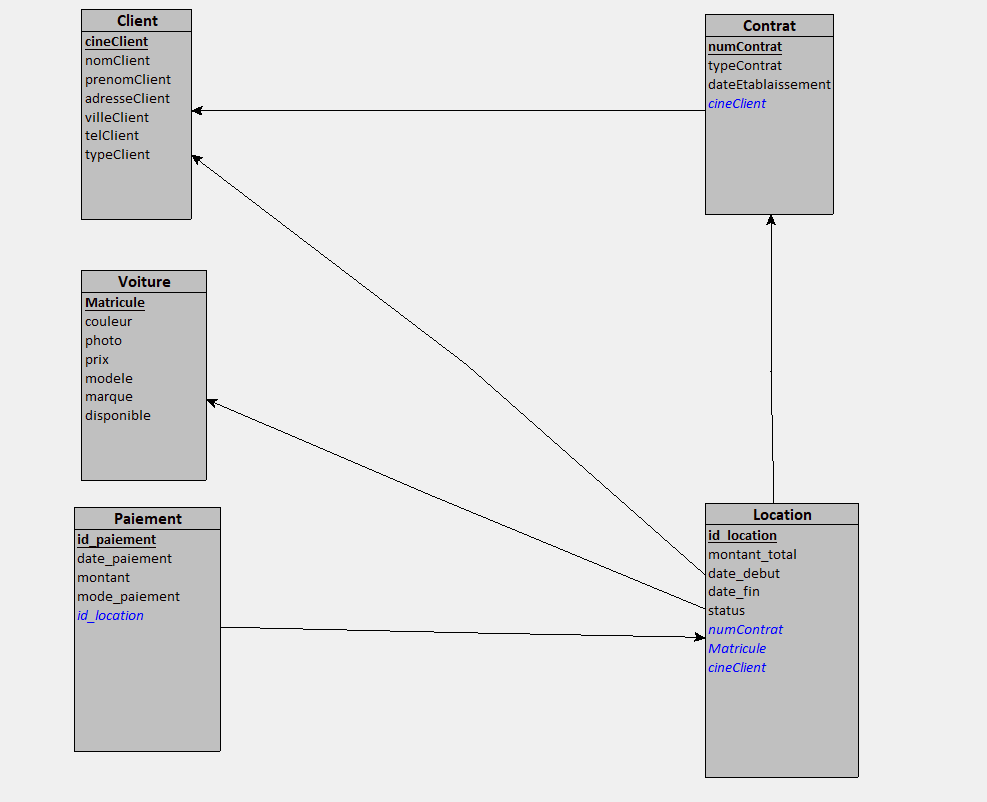 Client
cineClient
nomClient
prenomClient
adresseClient
villeClient
telClient
typeClient
Contrat
numContrat
typeContrat
dateEtablaissement
cineClient
Voiture
Matricule
couleur
photo
prix
modele
marque
disponible
Paiement
id_paiement
date_paiement
montant
mode_paiement
id_location
Location
id_location
montant_total
date_debut
date_fin
status
numContrat
Matricule
cineClient